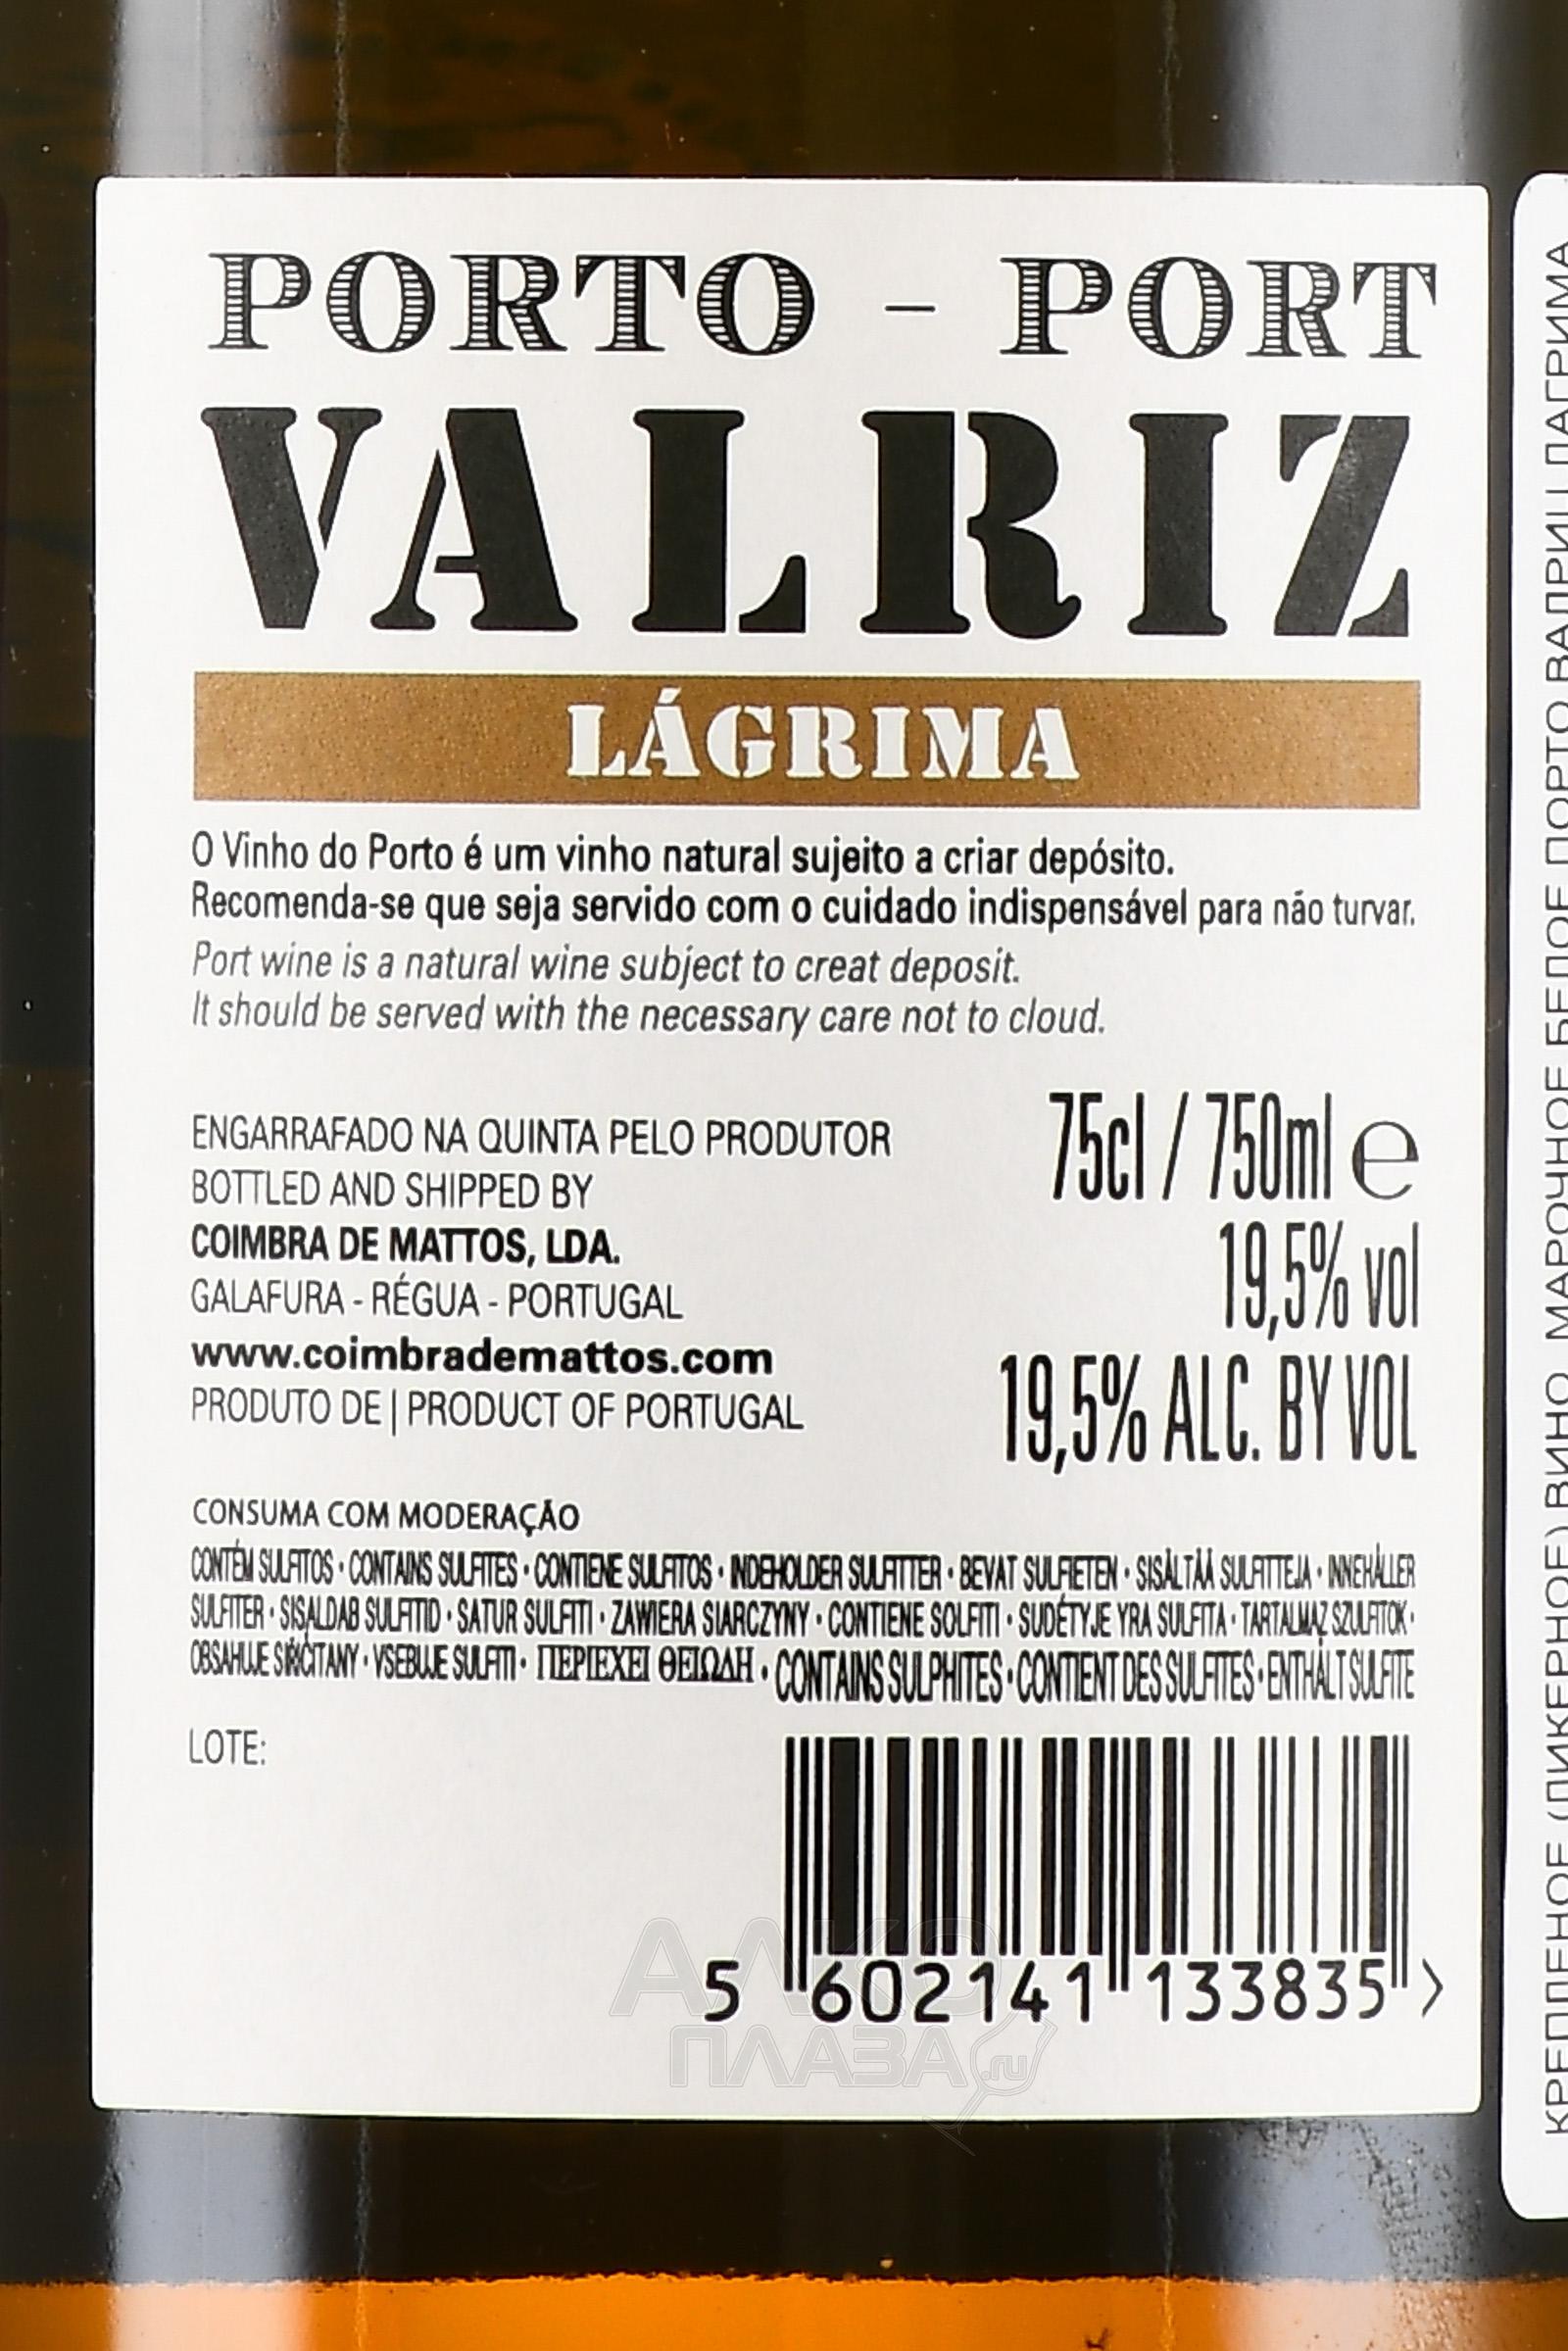 PORTO - PORT
VALRIZ
LÁGRIMA
O Vinho do Porto é um vinho natural sujeito a criar depósito.
Recomenda-se que seja servido com o cuidado indispensável para não turvar.
Port wine is a natural wine subject to creat deposit.
It should be served with the necessary care not to cloud.
ENGARRAFADO NA QUINTA PELO PRODUTOR
BOTTLED AND SHIPPED BY
COIMBRA DE MATTOS, LDA.
GALAFURA - RÉGUA - PORTUGAL
www.coimbrademattos.com
PRODUTO DE | PRODUCT OF PORTUGAL
75cl / 750ml e
19,5% vol
19,5% ALC. BY VOL
CONSUMA COM MODERAÇÃO
CONTÉM SULFITOS · CONTAINS SULFITES · CONTIENE SULFITOS · INDEHOLDER SULFITTER · BEVAT SULFIETEN · SISÄLTÄÄ SULFITTEJA · INNEHÅLLER
SULFITER · SISALDAB SULFITID · SATUR SULFITI · ZAWIERA SIARCZYNY · CONTIENE SOLFITI · SUDÉTYJE YRA SULFITA · TARTALMAZ SZULFITOK ·
OBSAHUJE SIŘIČITANY · VSEBUJE SULFITI · ΠΕΡΙΕΧΕΙ ΘΕΙΩΔΗ · CONTAINS SULPHITES · CONTIENT DES SULFITES · ENTHÄLT SULFITE
LOTE:
5 602141 133835 >
АЛКО
ПЛАЗА.ru
КРЕПЛЕНОЕ (ЛИКЕРНОЕ) ВИНО МАРОЧНОЕ БЕЛОЕ ПОРТО ВАЛРИЦ ЛАГРИМА